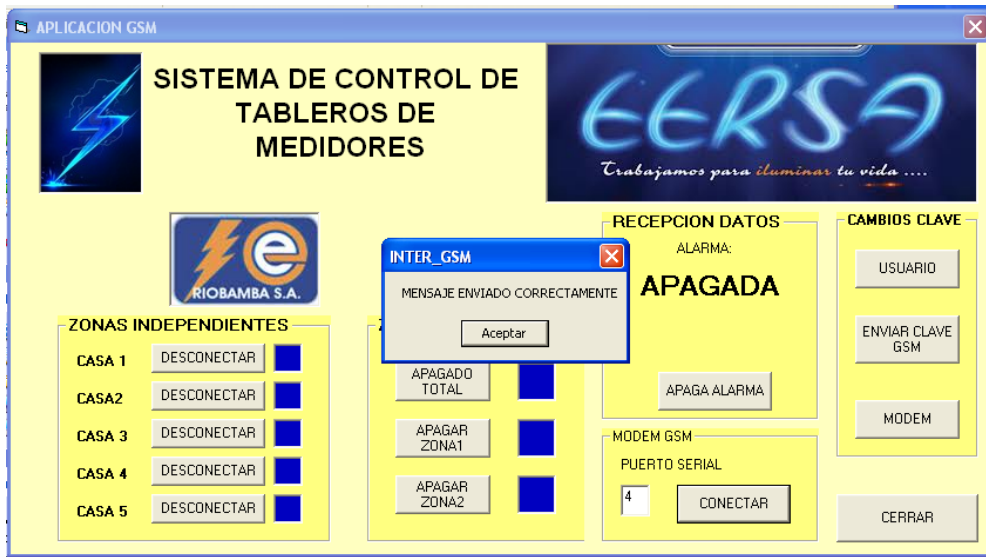 APLICACION GSM
SISTEMA DE CONTROL DE
TABLEROS DE
MEDIDORES
EERSA
Trabajamos para iluminar tu vida ....
e
RIOBAMBA S.A.
ZONAS INDEPENDIENTES
CASA 1 DESCONECTAR
CASA2 DESCONECTAR
CASA 3 DESCONECTAR
CASA 4 DESCONECTAR
CASA 5 DESCONECTAR
INTER_GSM
MENSAJE ENVIADO CORRECTAMENTE
Aceptar
APAGADO
TOTAL
APAGAR
ZONA1
APAGAR
ZONA2
RECEPCION DATOS
ALARMA:
APAGADA
APAGA ALARMA
MODEM GSM
PUERTO SERIAL
4 CONECTAR
CAMBIOS CLAVE
USUARIO
ENVIAR CLAVE
GSM
MODEM
CERRAR